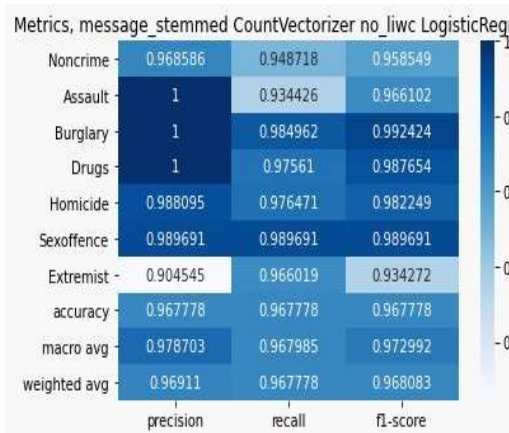 Metrics, message_stemmed CountVectorizer no_liwc LogisticRegr
Noncrime 0.968586 0.948718 0.958549
Assault 1 0.934426 0.966102
Burglary 1 0.984962 0.992424
Drugs 1 0.97561 0.987654
Homicide 0.988095 0.976471 0.982249
Sexoffence 0.989691 0.989691 0.989691
Extremist 0.904545 0.966019 0.934272
accuracy 0.967778 0.967778 0.967778
macro avg 0.978703 0.967985 0.972992
weighted avg 0.96911 0.967778 0.968083
precision recall f1-score